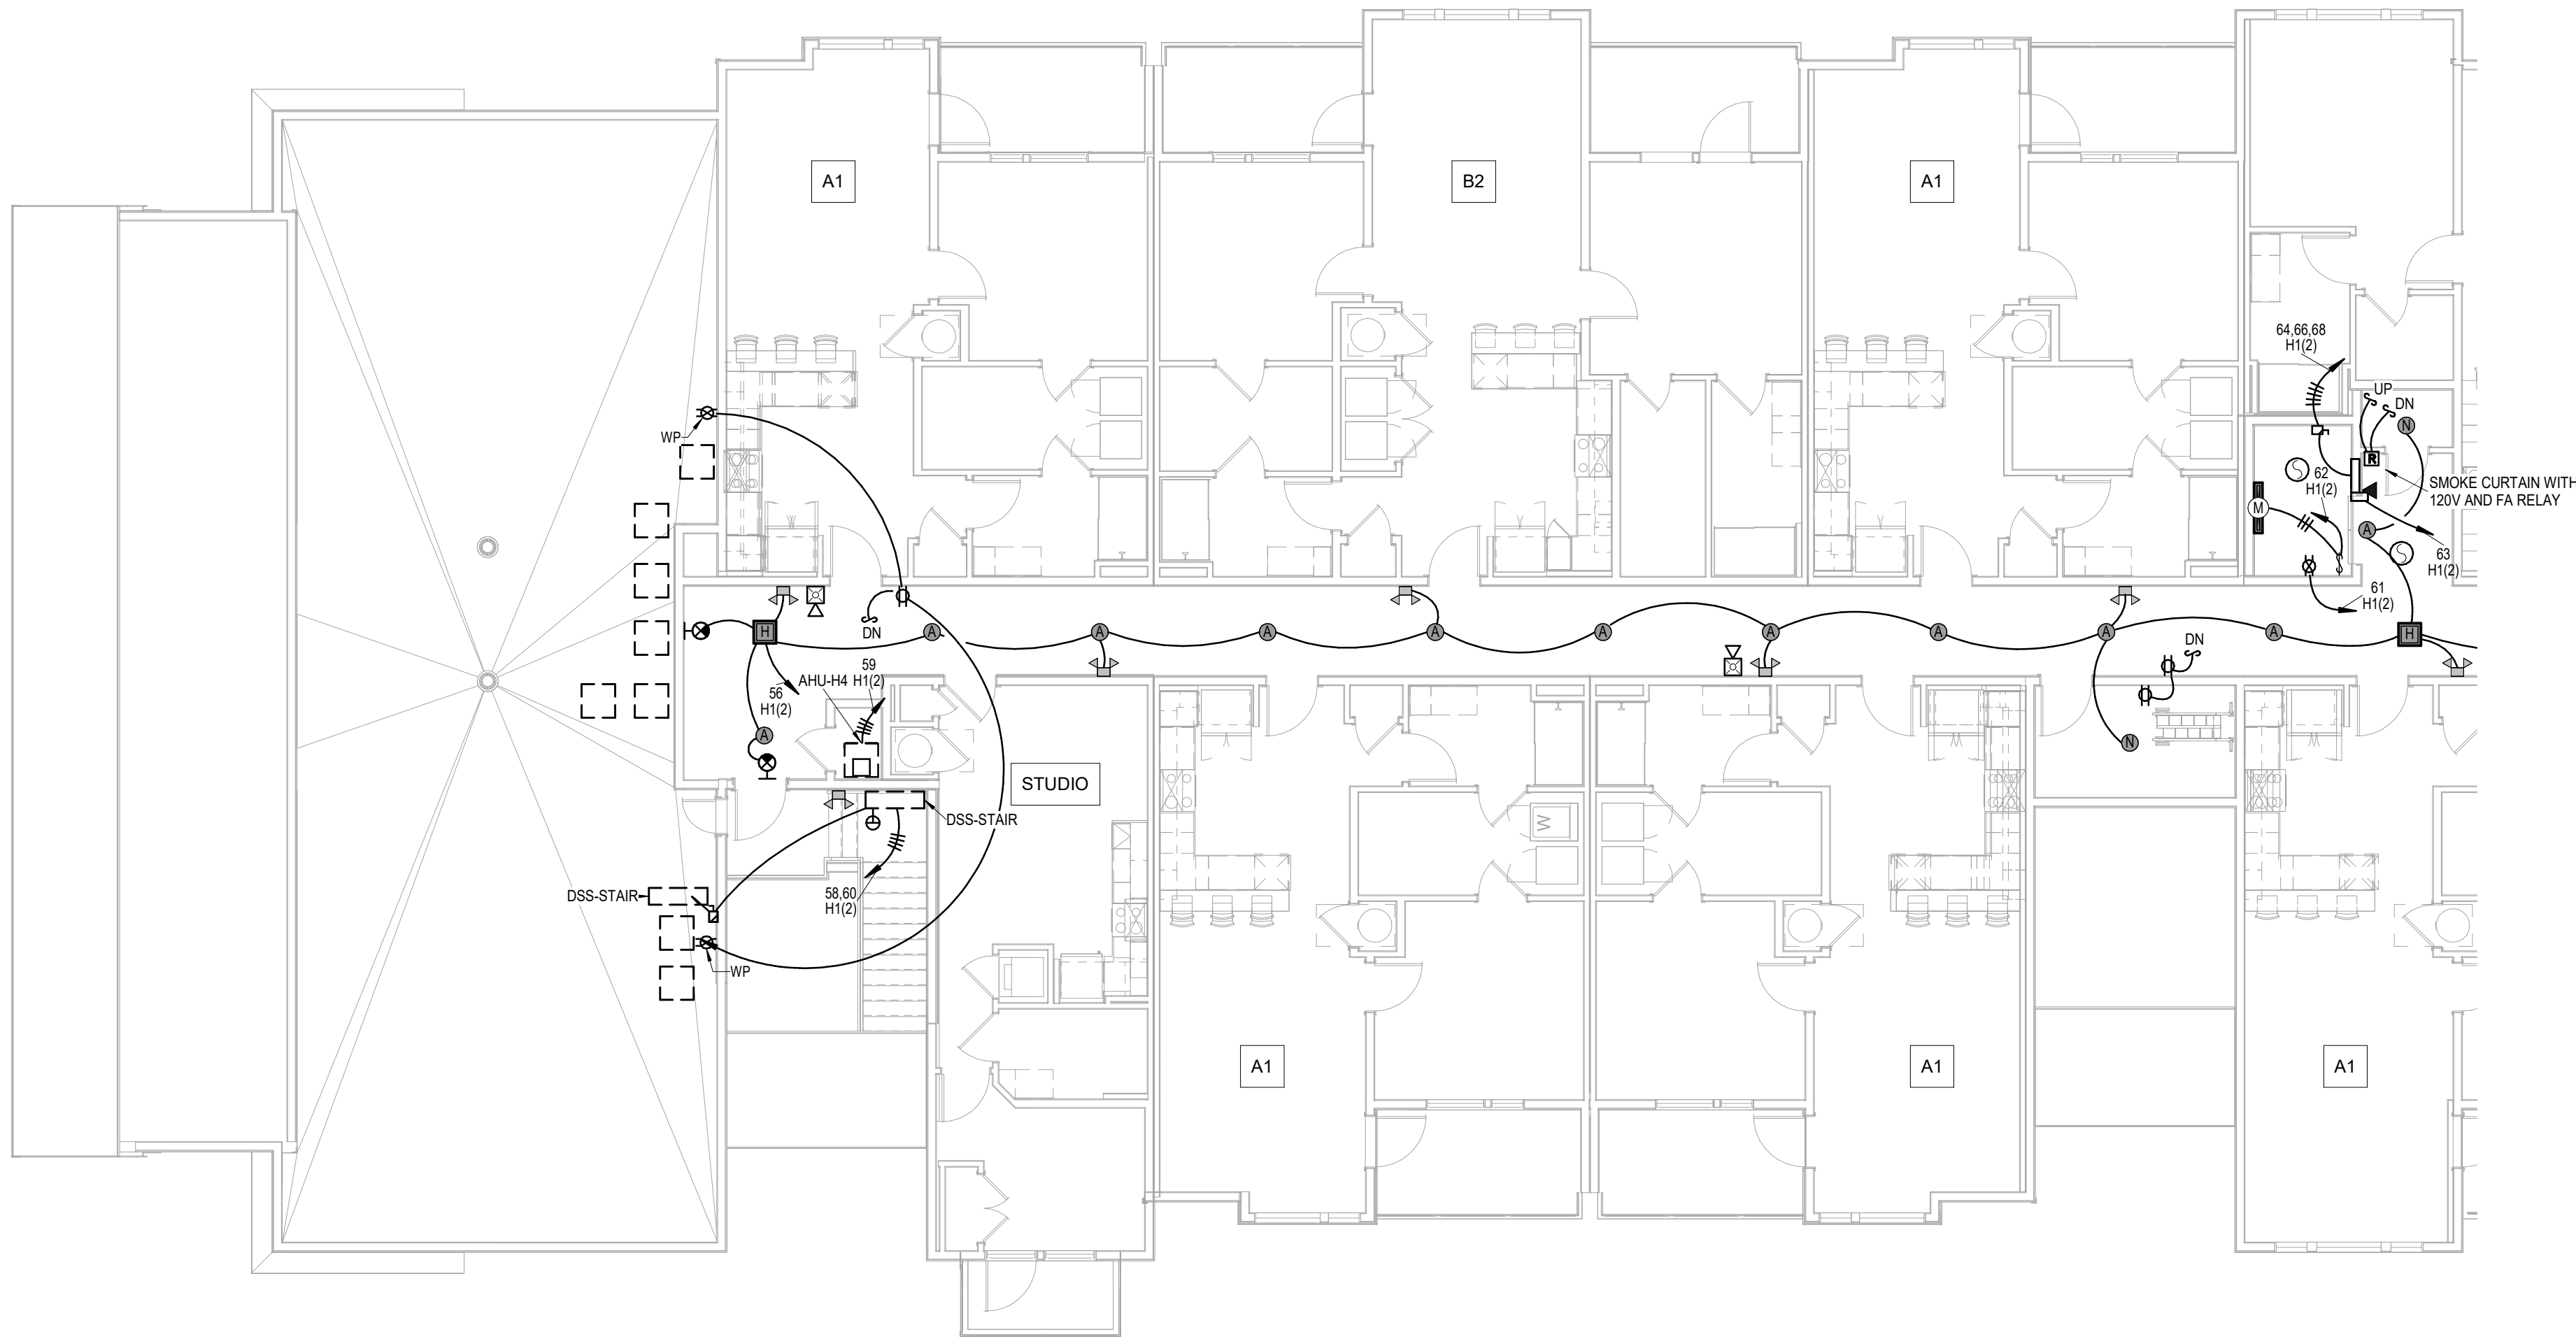 A1
B2
A1
64,66,68
H1(2)
UP
DN
N
WP
R
S
62
H1(2)
SMOKE CURTAIN WITH
120V AND FA RELAY
M
A
S
63
H1(2)
61
H1(2)
DN
H
A
A
A
A
A
A
A
A
A
H
DN
59
H1(2)
AHU-H4
56
H1(2)
A
N
STUDIO
DSS-STAIR
W
DSS-STAIR
58,60
H1(2)
WP
A1
A1
A1